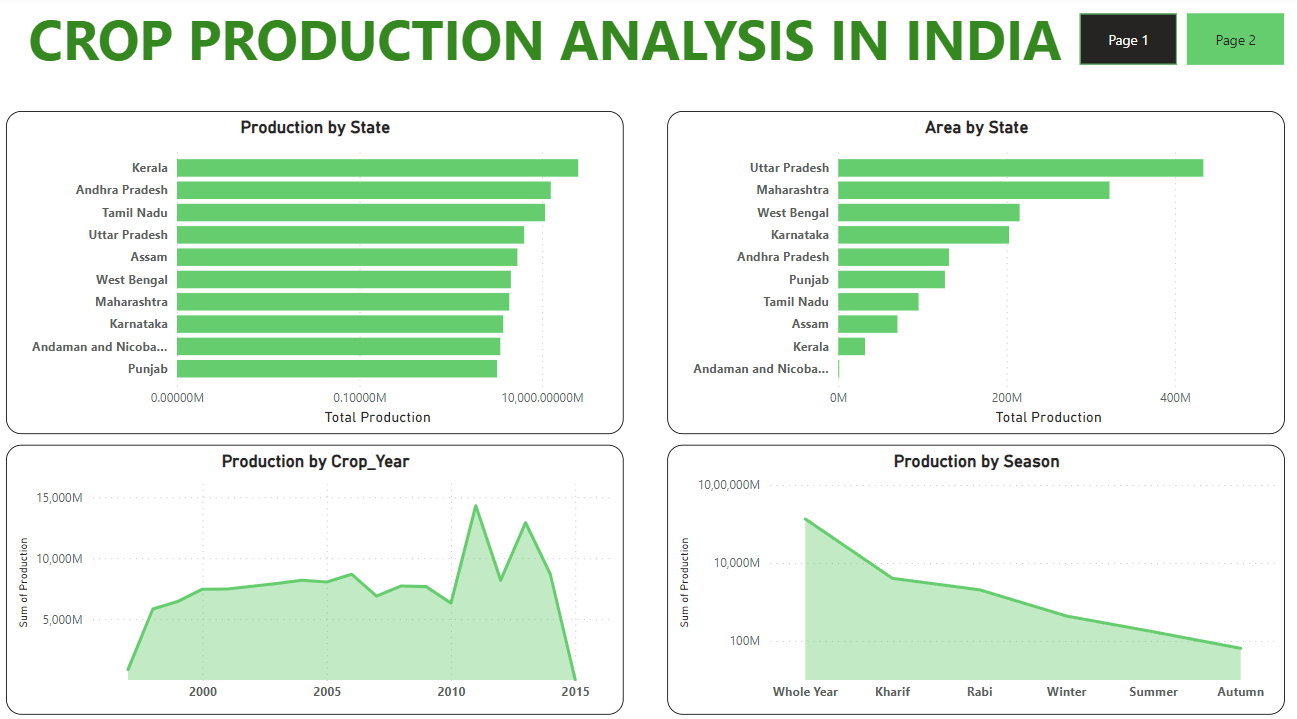 CROP PRODUCTION ANALYSIS IN INDIA
Page 1
Page 2
Production by State
Kerala
Andhra Pradesh
Tamil Nadu
Uttar Pradesh
Assam
West Bengal
Maharashtra
Karnataka
Andaman and Nicoba...
Punjab
0.00000M 0.10000M 10,000.00000M
Total Production
Area by State
Uttar Pradesh
Maharashtra
West Bengal
Karnataka
Andhra Pradesh
Punjab
Tamil Nadu
Assam
Kerala
Andaman and Nicoba...
0M 200M 400M
Total Production
Production by Crop_Year
Sum of Production
15,000M
10,000M
5,000M
2000 2005 2010 2015
Production by Season
Sum of Production
10,00,000M
10,000M
100M
Whole Year Kharif Rabi Winter Summer Autumn